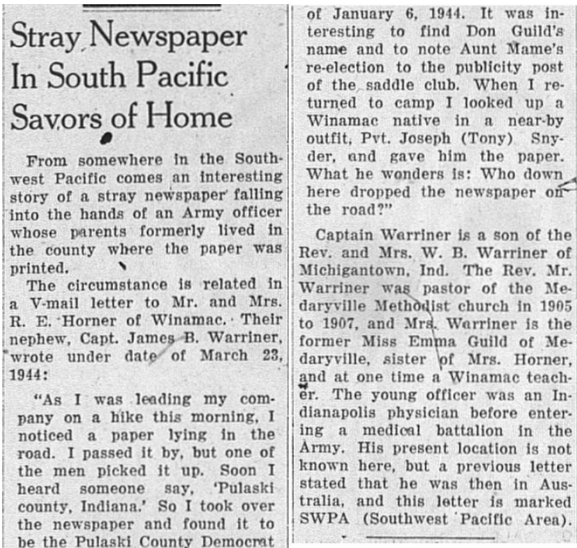 Stray Newspaper
In South Pacific
Savors of Home
From somewhere in the South-
west Pacific comes an interesting
story of a stray newspaper falling
into the hands of an Army officer
whose parents formerly lived in
the county where the paper was
printed.
The circumstance is related in
a V-mail letter to Mr. and Mrs.
R. E. Horner of Winamac. Their
nephew, Capt. James B. Warriner,
wrote under date of March 23,
1944:
"As I was leading my com-
pany on a hike this morning, I
noticed a paper lying in the
road. I passed it by, but one of
the men picked it up. Soon I
heard someone say, 'Pulaski
county, Indiana.' So I took over
the newspaper and found it to
be the Pulaski County Democrat
of January 6, 1944. It was in-
teresting to find Don Guild's
name and to note Aunt Mame's
re-election to the publicity post
of the saddle club. When I re-
turned to camp I looked up a
Winamac native in a near-by
outfit, Pvt. Joseph (Tony) Sny-
der, and gave him the paper.
What he wonders is: Who down
here dropped the newspaper on
the road?"
Captain Warriner is a son of the
Rev. and Mrs. W. B. Warriner of
Michigantown, Ind. The Rev. Mr.
Warriner was pastor of the Me-
daryville Methodist church in 1905
to 1907, and Mrs. Warriner is the
former Miss Emma Guild of Me-
daryville, sister of Mrs. Horner,
and at one time a Winamac teach-
er. The young officer was an In-
dianapolis physician before enter-
ing a medical battalion in the
Army. His present location is not
known here, but a previous letter
stated that he was then in Aus-
tralia, and this letter is marked
SWPA (Southwest Pacific Area).